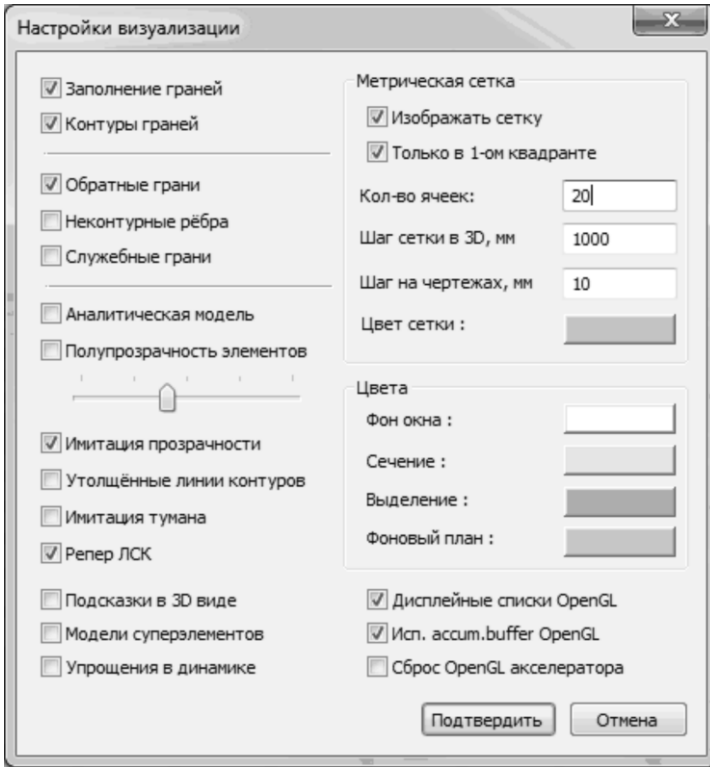 Настройки визуализации
Заполнение граней
Контуры граней
Обратные грани
Неконтурные рёбра
Служебные грани
Аналитическая модель
Полупрозрачность элементов
Имитация прозрачности
Утолщённые линии контуров
Имитация тумана
Репер ЛСК
Подсказки в 3D виде
Модели суперэлементов
Упрощения в динамике
Метрическая сетка
Изображать сетку
Только в 1-ом квадранте
Кол-во ячеек: 20
Шаг сетки в 3D, мм 1000
Шаг на чертежах, мм 10
Цвет сетки :
Цвета
Фон окна :
Сечение :
Выделение :
Фоновый план :
Дисплейные списки OpenGL
Исп. accum.buffer OpenGL
Сброс OpenGL акселератора
Подтвердить Отмена